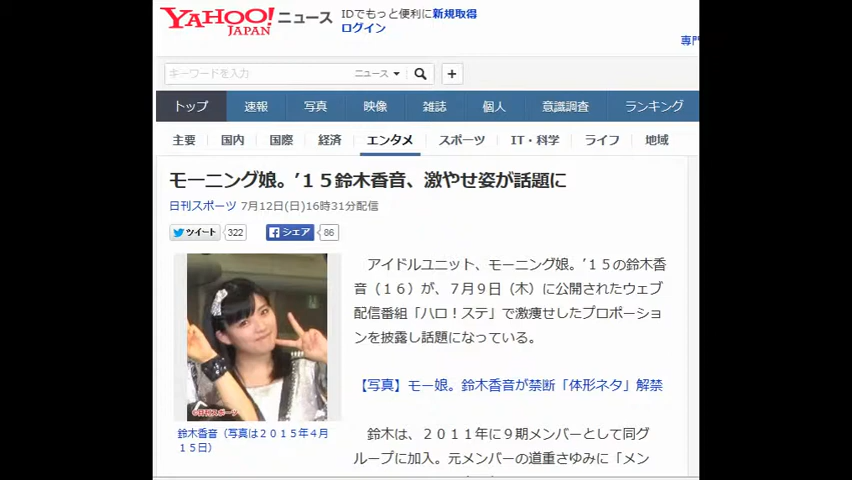 YAHOO! JAPAN ニュース
IDでもっと便利に新規取得
ログイン
専門
キーワードを入力 ニュース
トップ 速報 写真 映像 雑誌 個人 意識調査 ランキング
主要 国内 国際 経済 エンタメ スポーツ IT・科学 ライフ 地域
モーニング娘。’１５鈴木香音、激やせ姿が話題に
日刊スポーツ 7月12日(日)16時31分配信
ツイート 322 シェア 86
アイドルユニット、モーニング娘。’１５の鈴木香
音（１６）が、７月９日（木）に公開されたウェブ
配信番組「ハロ！ステ」で激痩せしたプロポーショ
ンを披露し話題になっている。
【写真】モー娘。鈴木香音が禁断「体形ネタ」解禁
©日刊スポーツ
鈴木香音（写真は２０１５年４月
１５日）
鈴木は、２０１１年に９期メンバーとして同グ
ループに加入。元メンバーの道重さゆみに「メン